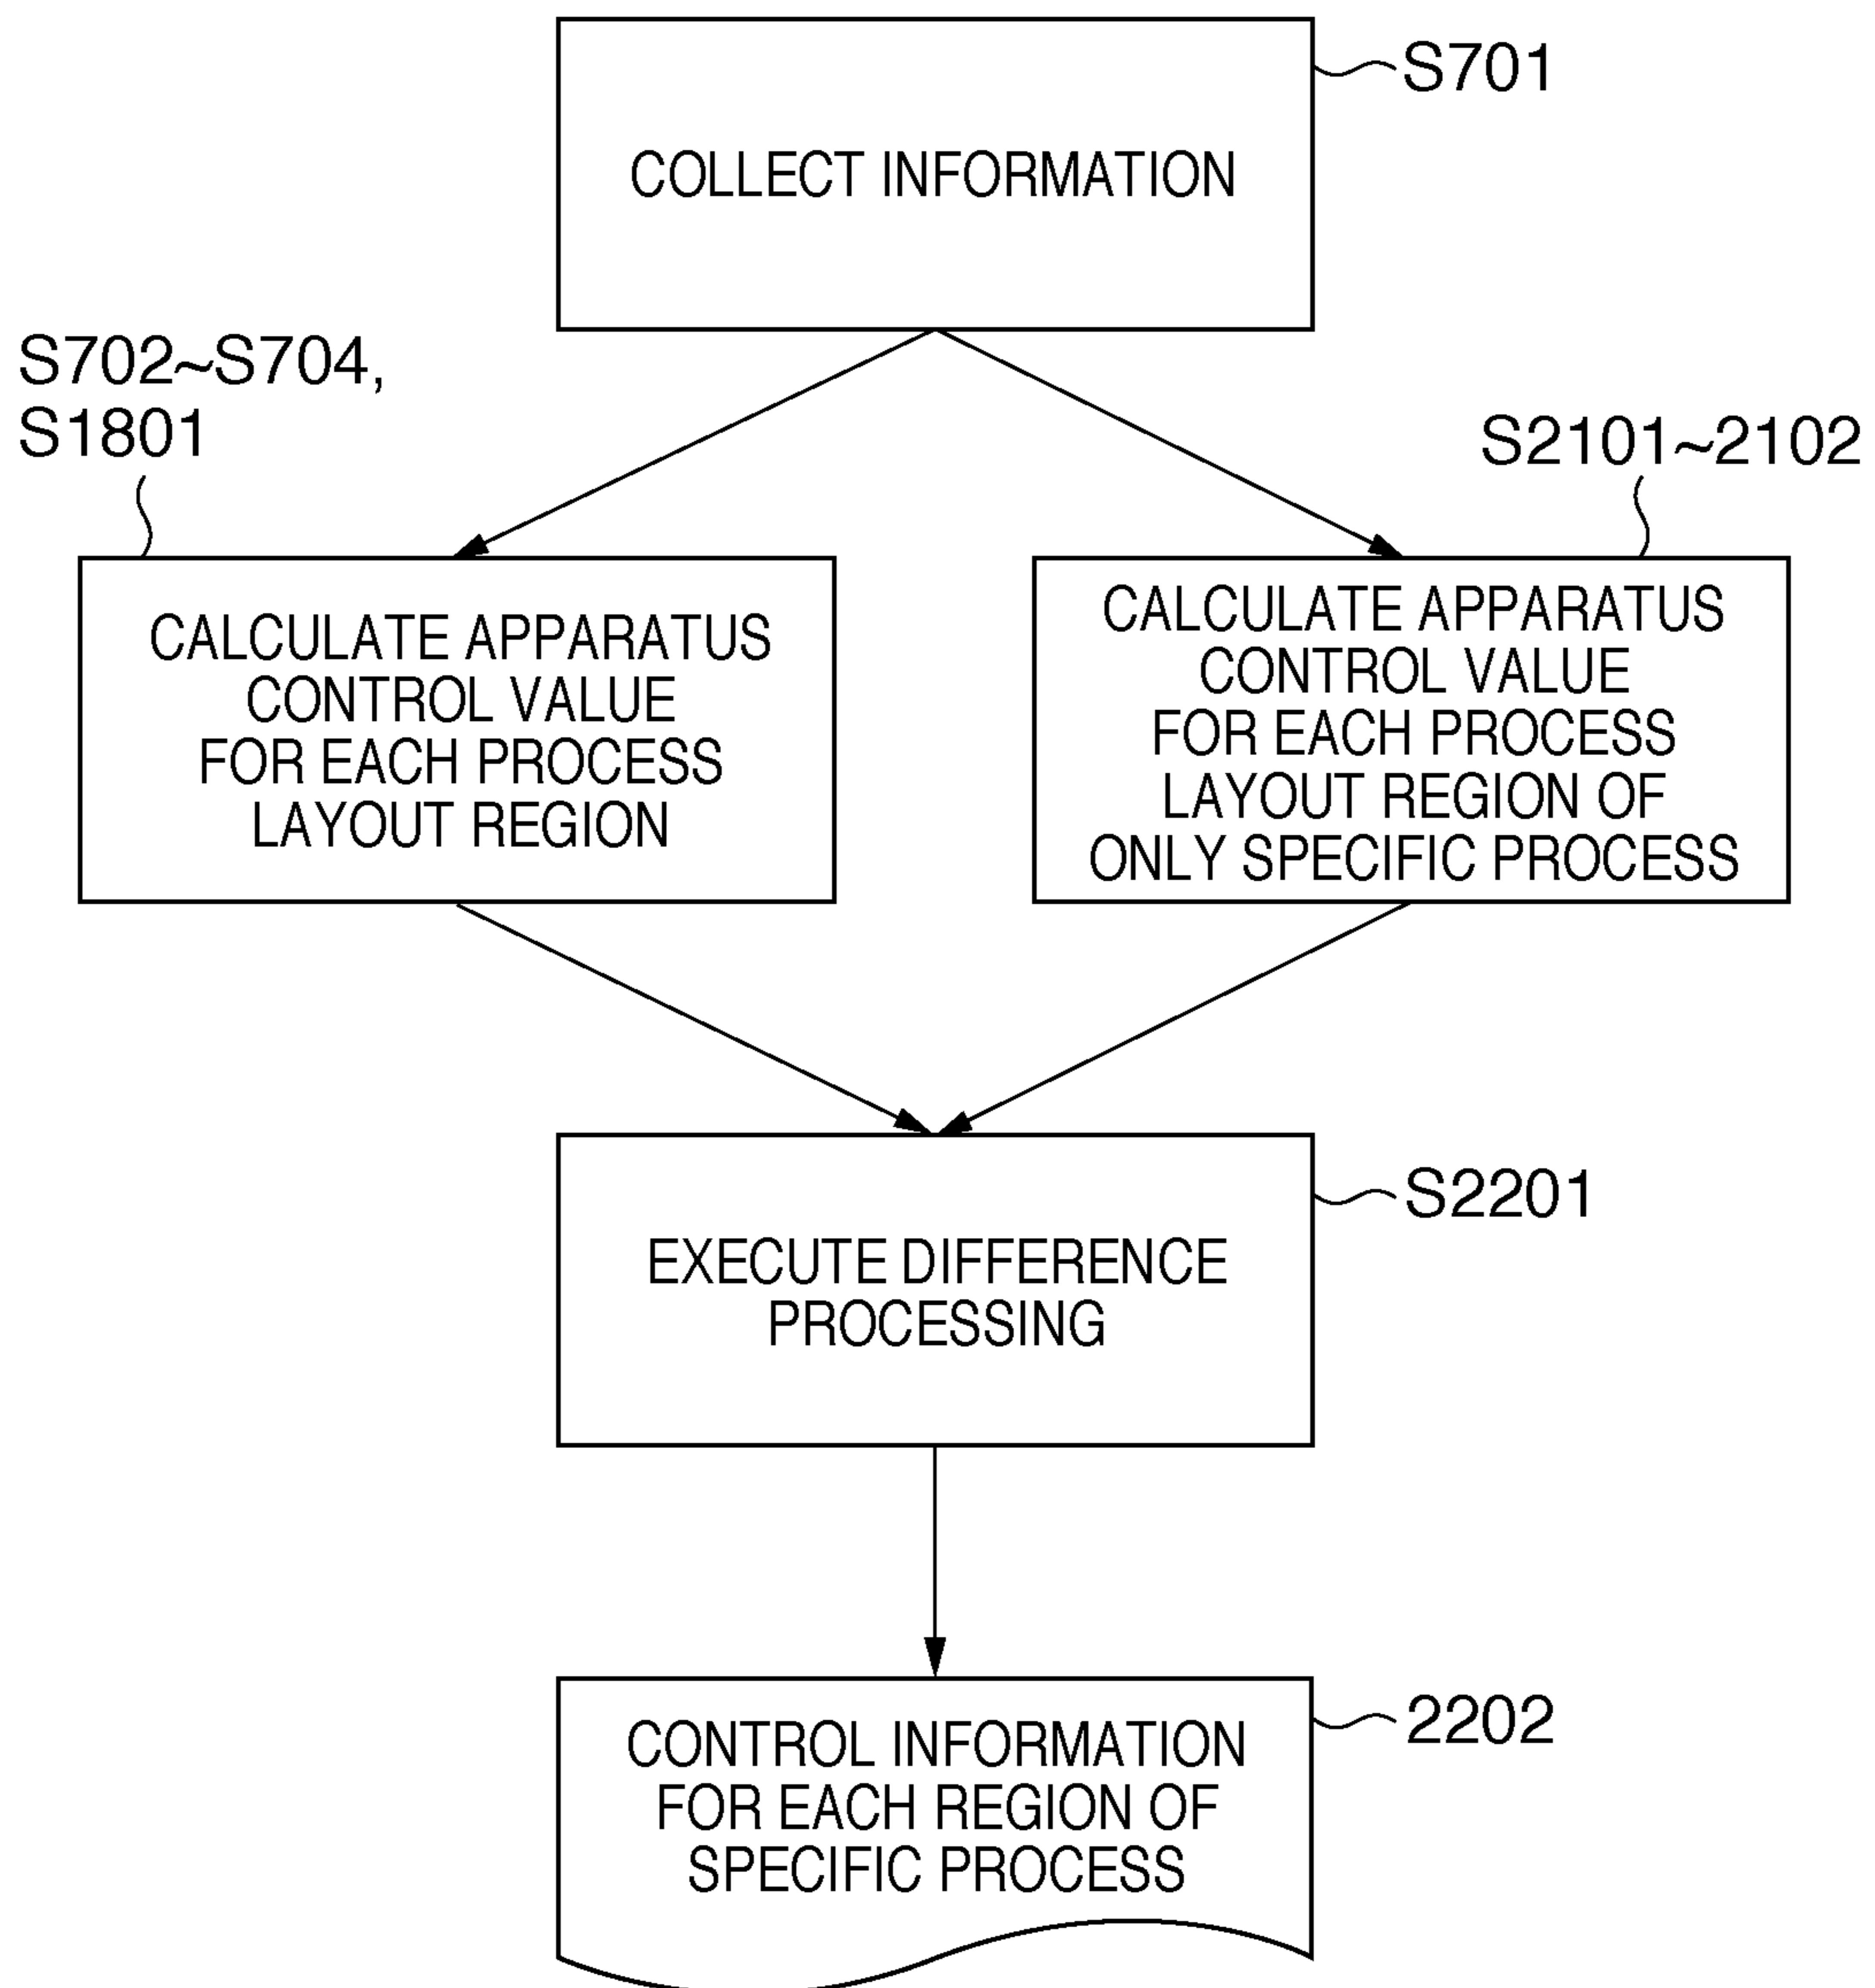 S701
COLLECT INFORMATION
S702~S704,
S1801
S2101~2102
CALCULATE APPARATUS
CONTROL VALUE
FOR EACH PROCESS
LAYOUT REGION
CALCULATE APPARATUS
CONTROL VALUE
FOR EACH PROCESS
LAYOUT REGION OF
ONLY SPECIFIC PROCESS
S2201
EXECUTE DIFFERENCE
PROCESSING
2202
CONTROL INFORMATION
FOR EACH REGION OF
SPECIFIC PROCESS